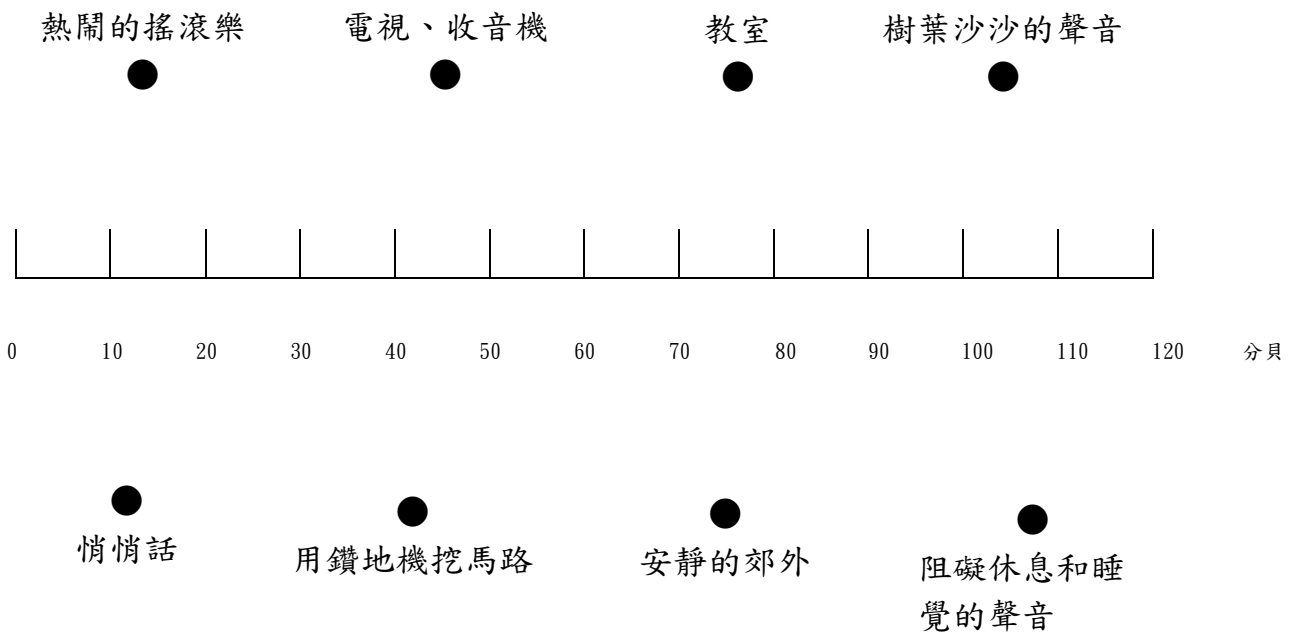 熱鬧的搖滾樂 電視、收音機 教室 樹葉沙沙的聲音
0 10 20 30 40 50 60 70 80 90 100 110 120 分貝
悄悄話 用鑽地機挖馬路 安靜的郊外 阻礙休息和睡
覺的聲音